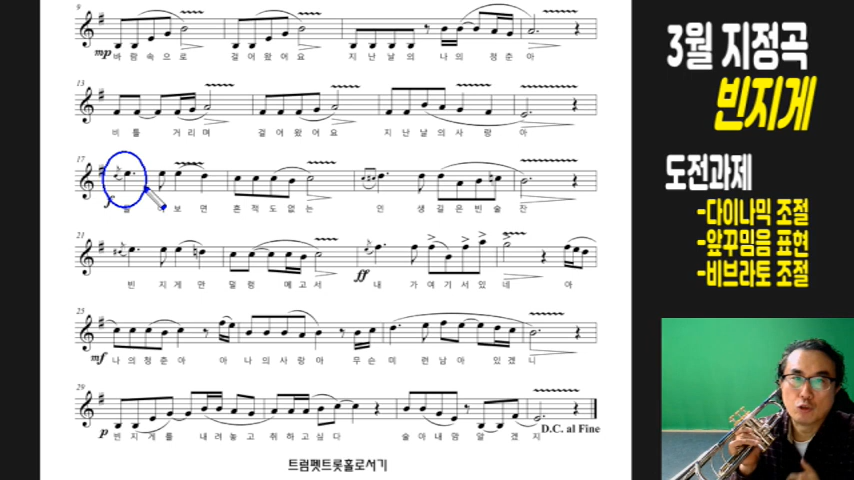 9
mp 바 람 속 으 로 걸 어 왔 어 요 지 난 날 의 나 의 청 춘 아
13
비 틀 거 리 며 걸 어 왔 어 요 지 난 날 의 사 랑 아
17
f 보 면 흔 적 도 없 는 인 생 길 은 빈 술 잔
21
ff
빈 지 게 만 덜 렁 메 고 서 내 가 여 기 서 있 네 아
25
mf 나 의 청 춘 아 아 나 의 사 랑 아 무 슨 미 련 남 아 있 겠 니
29
p 빈 지 게 를 내 려 놓 고 취 하 고 싶 다 술 아 내 맘 알 겠 지
D.C. al Fine
트럼펫트롯홀로서기
3월 지정곡
빈지게
도전과제
-다이나믹 조절
-앞꾸밈음 표현
-비브라토 조절